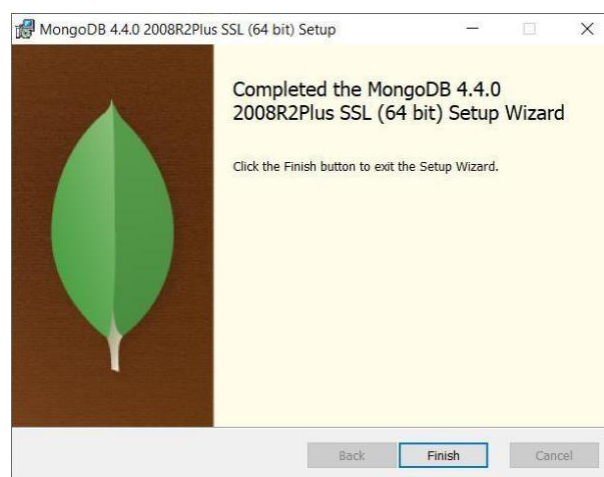 MongoDB 4.4.0 2008R2Plus SSL (64 bit) Setup
Completed the MongoDB 4.4.0
2008R2Plus SSL (64 bit) Setup Wizard
Click the Finish button to exit the Setup Wizard.
Back Finish Cancel